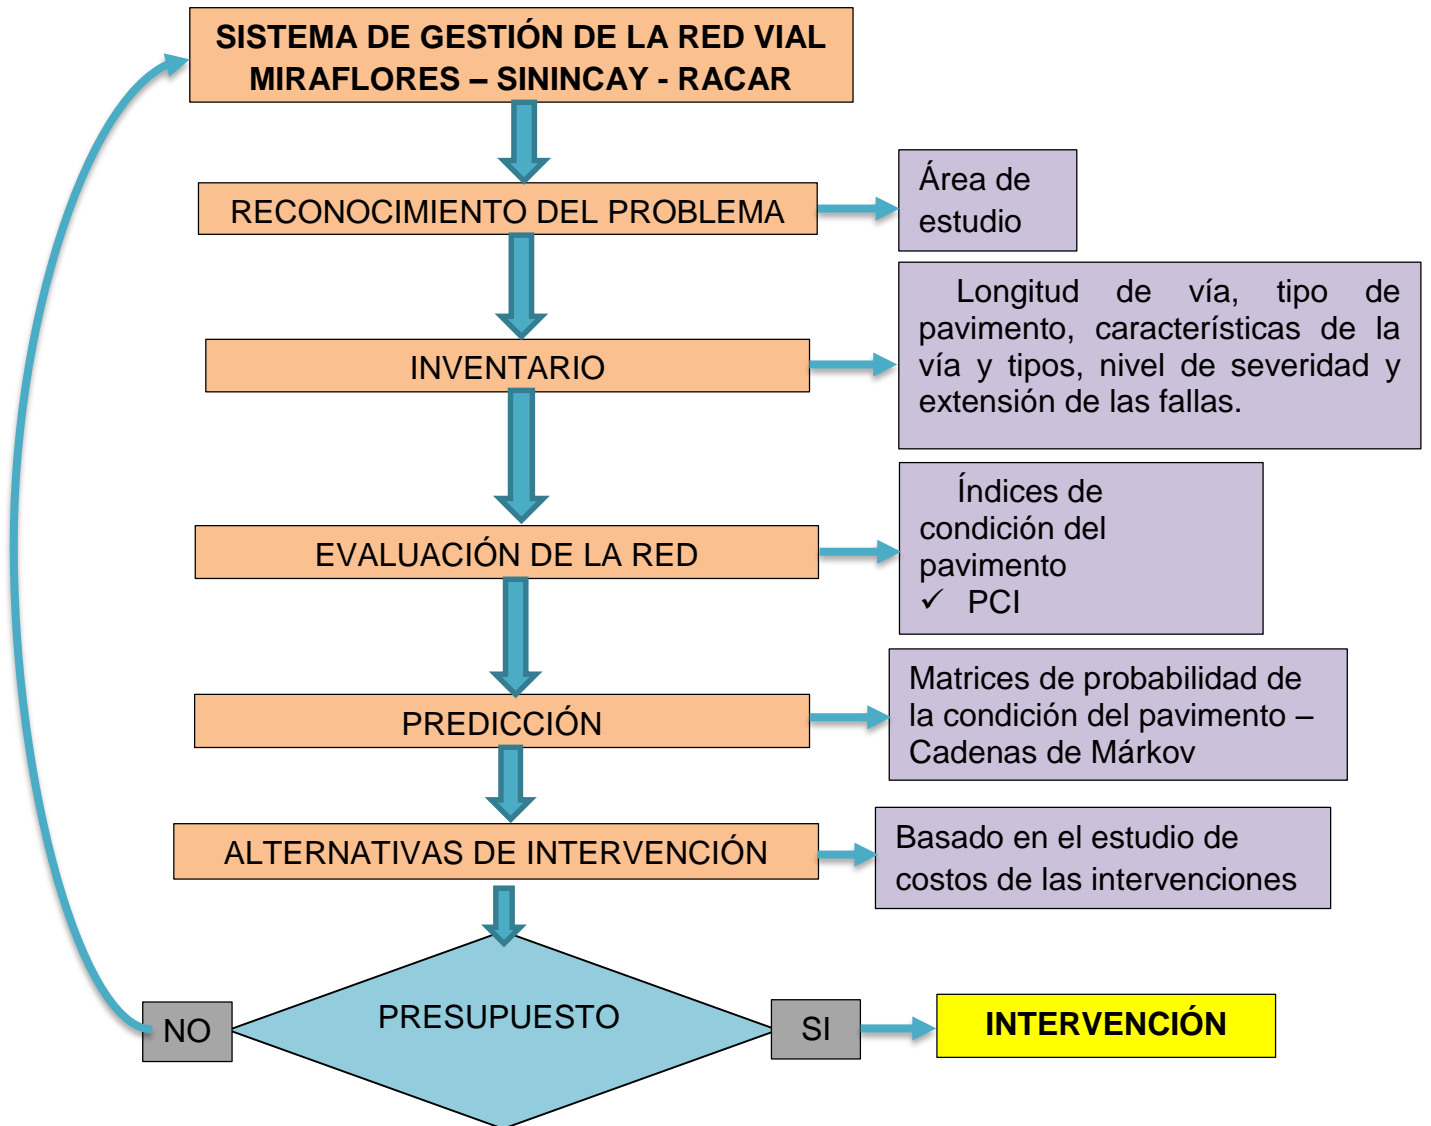 SISTEMA DE GESTIÓN DE LA RED VIAL
MIRAFLORES – SININCAY - RACAR
RECONOCIMIENTO DEL PROBLEMA
Área de
estudio
INVENTARIO
Longitud de vía, tipo de
pavimento, característícas de la
vía y tipos, nivel de severidad y
extensión de las fallas.
EVALUACIÓN DE LA RED
Índices de
condición del
pavimento
✓ PCI
PREDICCIÓN
Matrices de probabilidad de
la condición del pavimento –
Cadenas de Márkov
ALTERNATIVAS DE INTERVENCIÓN
Basado en el estudio de
costos de las intervenciones
PRESUPUESTO
NO
SI
INTERVENCIÓN